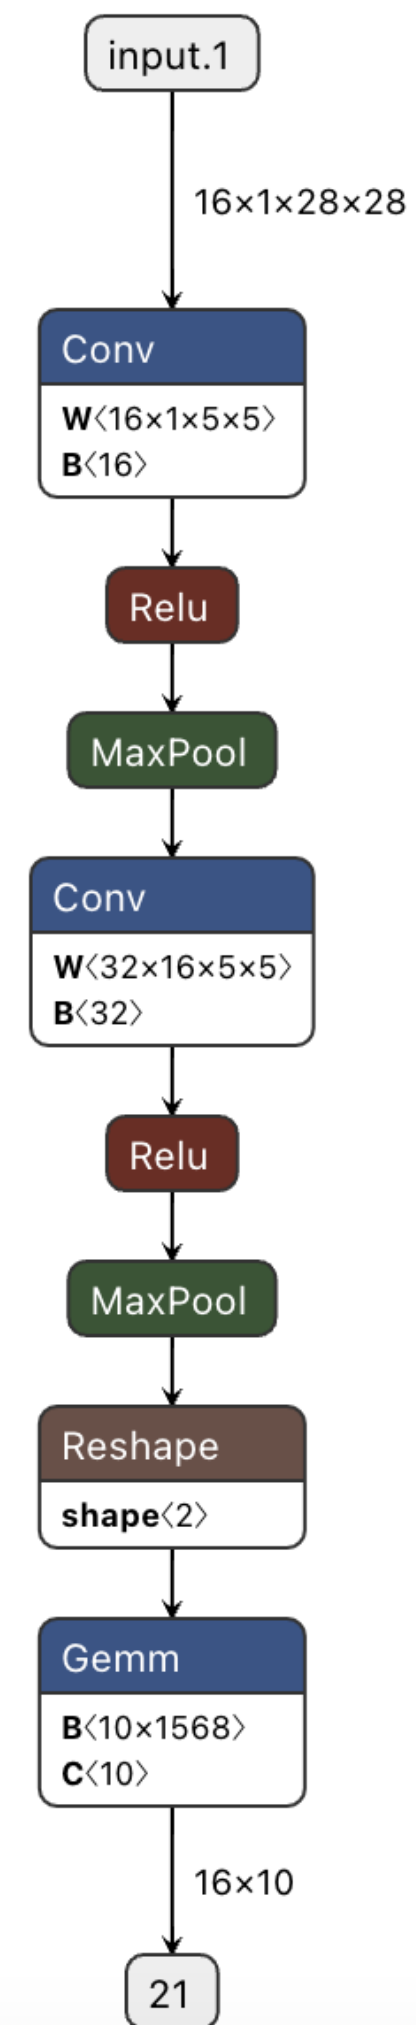 input.1
16×1×28×28
Conv
W〈16×1×5×5〉
B〈16〉
Relu
MaxPool
Conv
W〈32×16×5×5〉
B〈32〉
Relu
MaxPool
Reshape
shape〈2〉
Gemm
B〈10×1568〉
C〈10〉
16×10
21